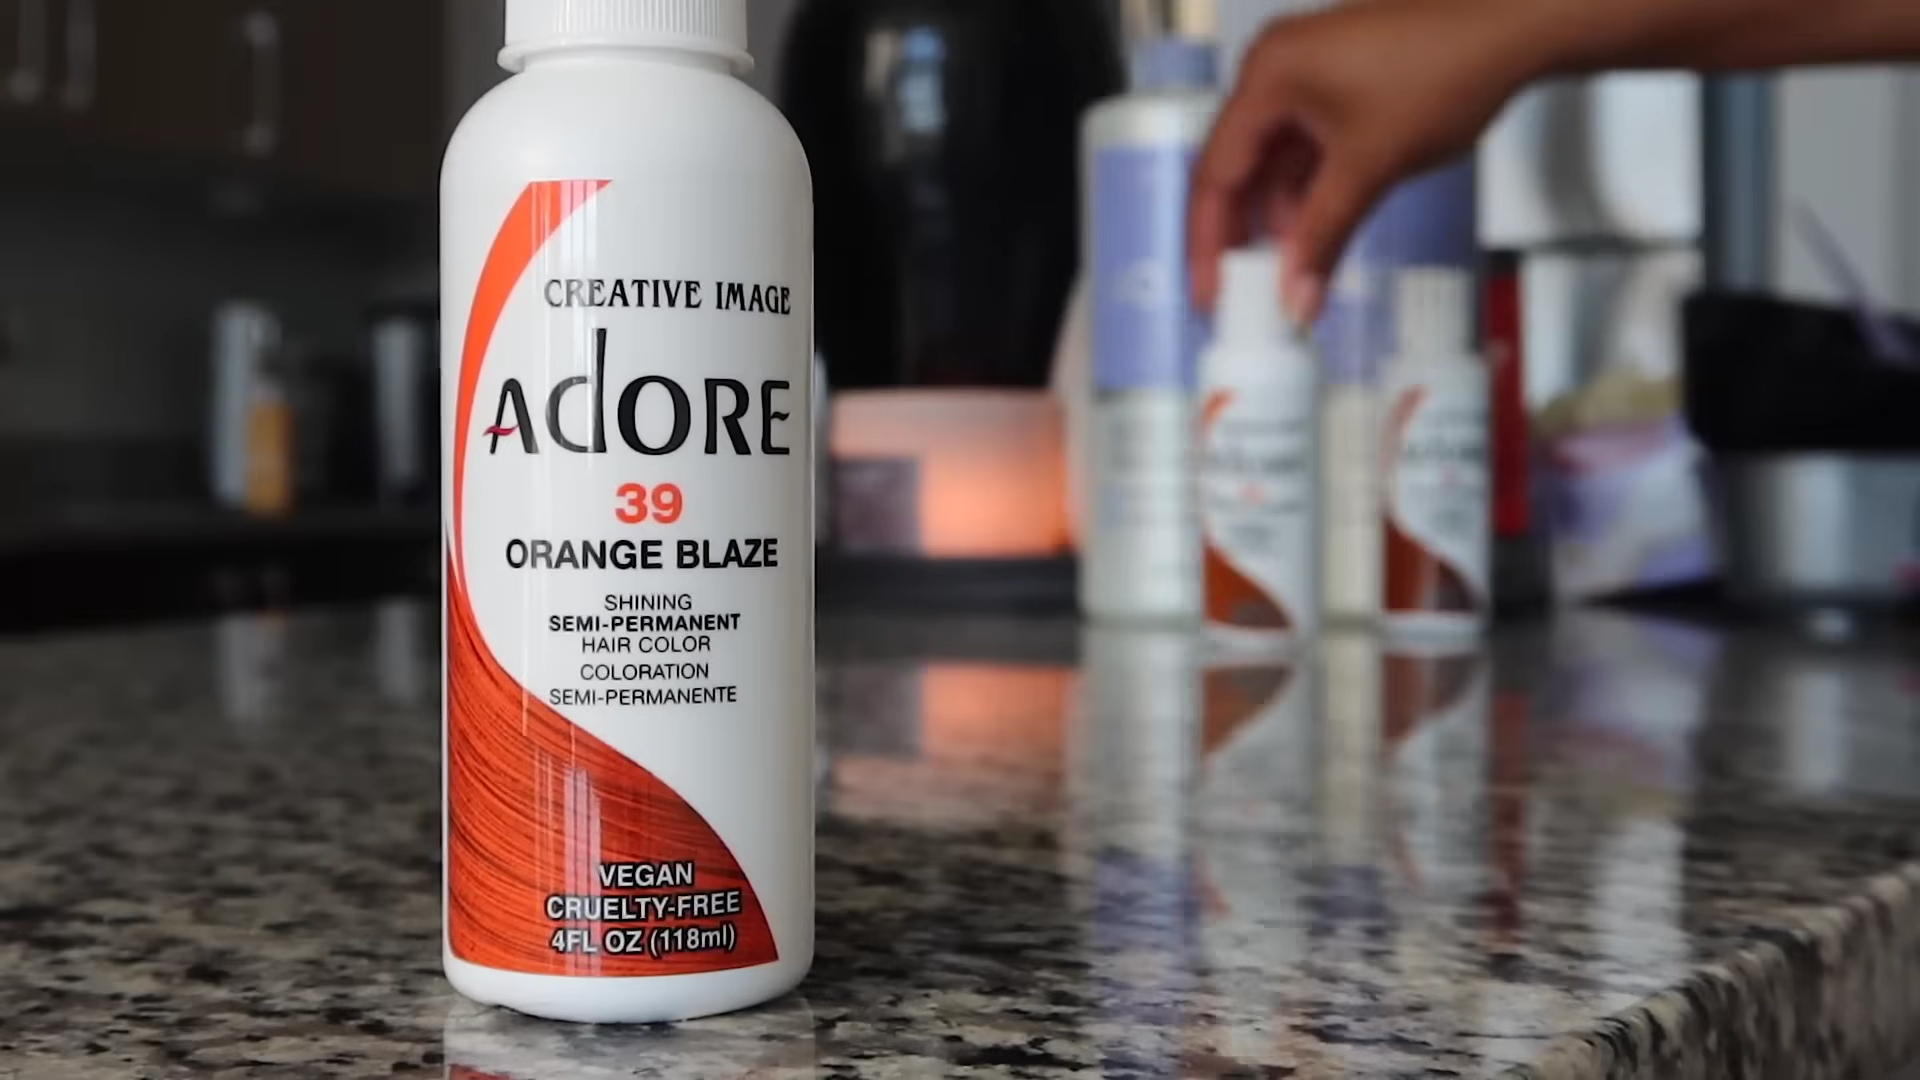 CREATIVE IMAGE
ADORE
39
ORANGE BLAZE
SHINING
SEMI-PERMANENT
HAIR COLOR
COLORATION
SEMI-PERMANENTE
VEGAN
CRUELTY-FREE
4FL OZ (118ml)